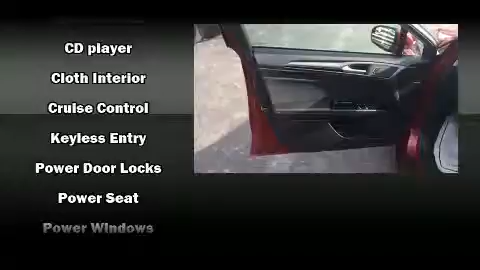 CD player
Cloth Interior
Cruise Control
Keyless Entry
Power Door Locks
Power Seat
Power Windows